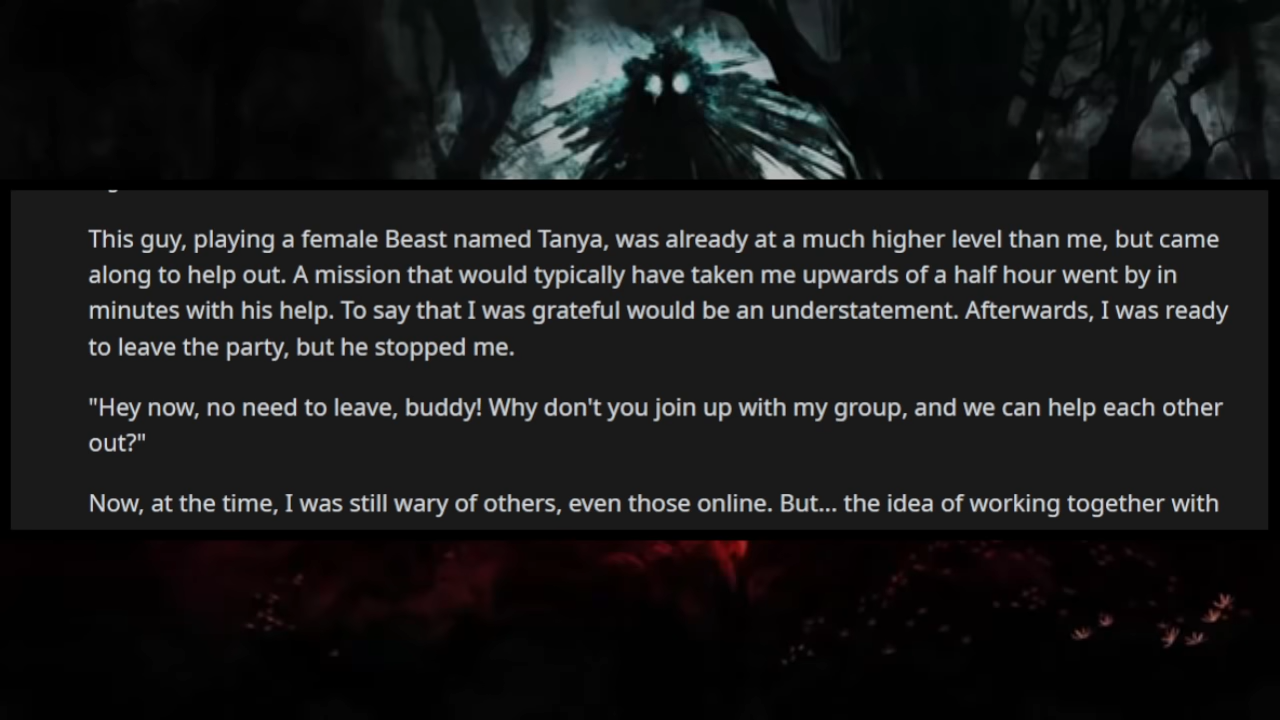 This guy, playing a female Beast named Tanya, was already at a much higher level than me, but came
along to help out. A mission that would typically have taken me upwards of a half hour went by in
minutes with his help. To say that I was grateful would be an understatement. Afterwards, I was ready
to leave the party, but he stopped me.
"Hey now, no need to leave, buddy! Why don't you join up with my group, and we can help each other
out?"
Now, at the time, I was still wary of others, even those online. But... the idea of working together with